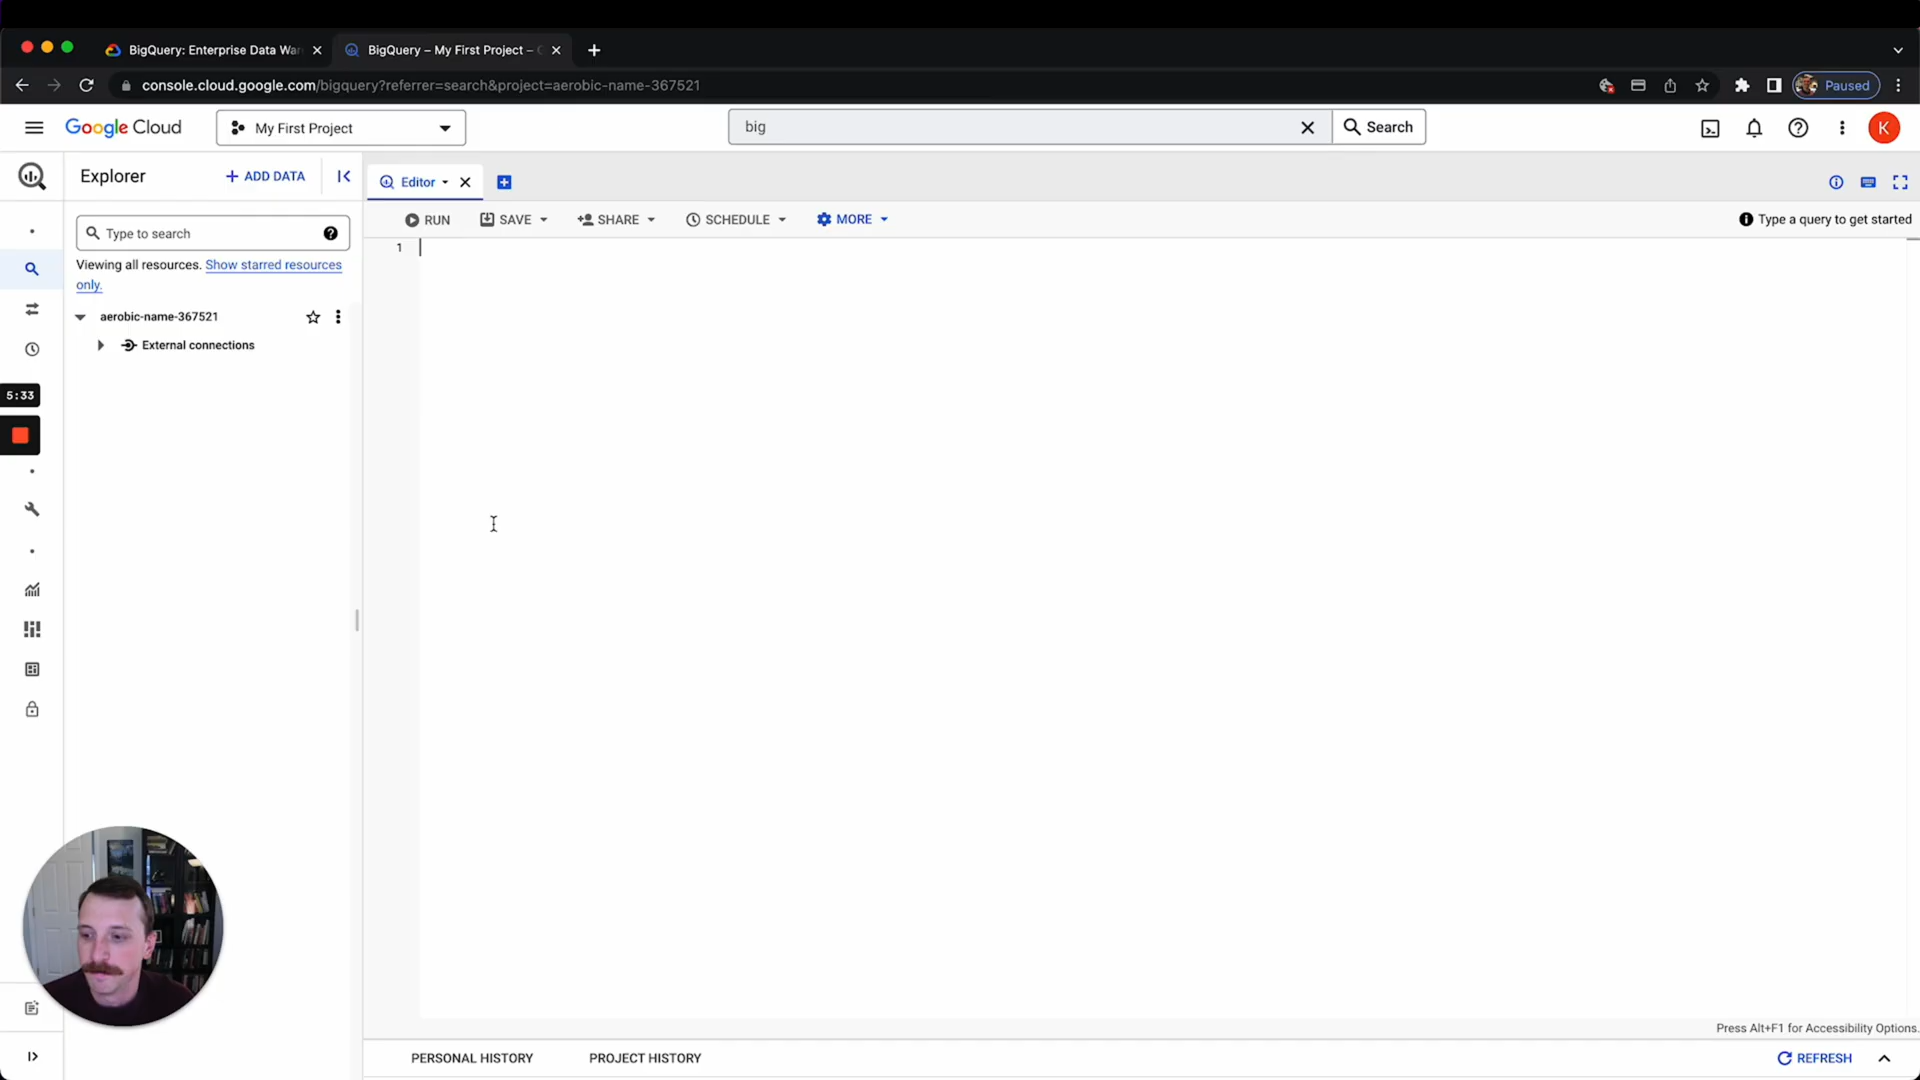 BigQuery: Enterprise Data War
BigQuery – My First Project –
console.cloud.google.com/bigquery?referrer=search&project=aerobic-name-367521
Paused
Google Cloud
My First Project
big
Search
K
Explorer
+ ADD DATA
Editor
Type to search
RUN
SAVE
SHARE
SCHEDULE
MORE
Type a query to get started
1
Viewing all resources. Show starred resources
only.
aerobic-name-367521
External connections
5:33
Press Alt+F1 for Accessibility Options.
PERSONAL HISTORY
PROJECT HISTORY
REFRESH